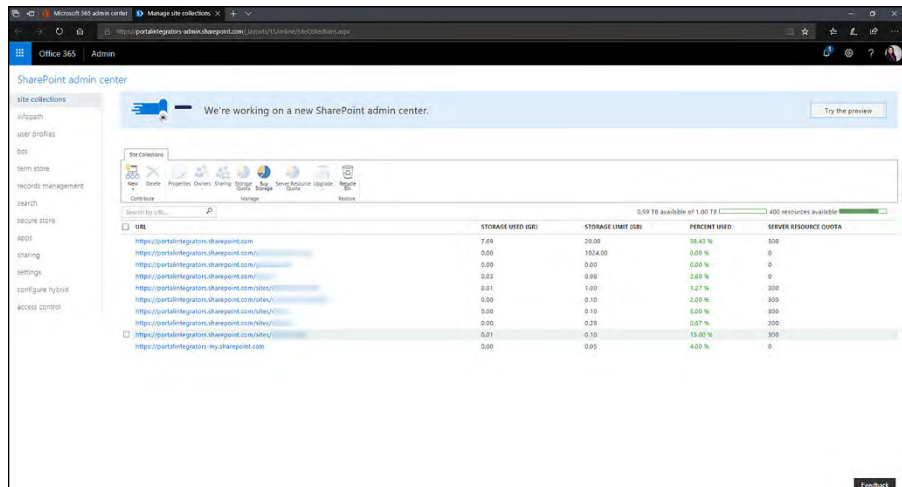 Microsoft 365 admin center
Manage site collections
https://portalintegrators-admin.sharepoint.com/_layouts/15/online/SiteCollections.aspx
Office 365 Admin
SharePoint admin center
site collections
infopath
user profiles
bcs
term store
records management
search
secure store
apps
sharing
settings
configure hybrid
access control
We're working on a new SharePoint admin center.
Try the preview
Site Collections
New Delete Properties Owners Sharing Storage Quota Buy Storage Server Resource Quota Upgrade Recycle Bin
Contribute Manage Restore
Search by URL...
0.99 TB available of 1.00 TB 400 resources available
URL STORAGE USED (GB) STORAGE LIMIT (GB) PERCENT USED SERVER RESOURCE QUOTA
https://portalintegrators.sharepoint.com 7.69 20.00 38.43 % 300
https://portalintegrators.sharepoint.com/ 0.00 1024.00 0.00 % 0
https://portalintegrators.sharepoint.com/ 0.00 0.00 0.00 % 0
https://portalintegrators.sharepoint.com/ 0.03 0.98 2.60 % 0
https://portalintegrators.sharepoint.com/sites/ 0.01 1.00 1.27 % 300
https://portalintegrators.sharepoint.com/sites/ 0.00 0.10 2.00 % 300
https://portalintegrators.sharepoint.com/sites/ 0.00 0.10 3.00 % 300
https://portalintegrators.sharepoint.com/sites/ 0.00 0.29 0.67 % 200
https://portalintegrators.sharepoint.com/sites/ 0.01 0.10 15.00 % 300
https://portalintegrators-my.sharepoint.com 0.00 0.05 4.00 % 0
Feedback